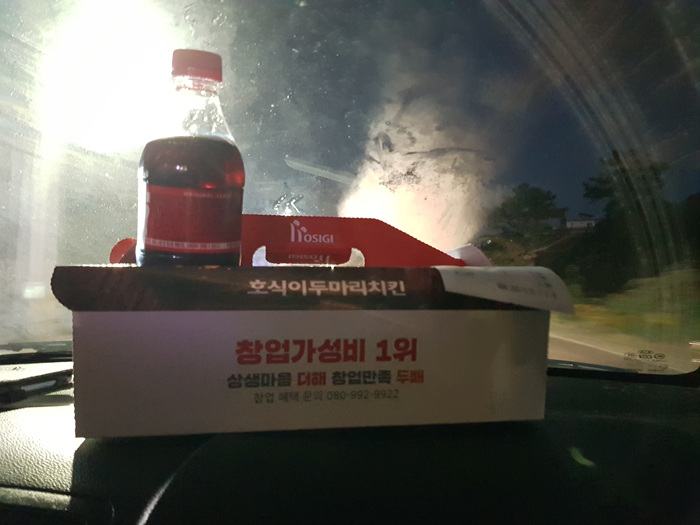 HOSIGI
호식이두마리치킨
창업가성비 1위
상생마음 더해 창업만족 두배
창업 혜택 문의 080-992-9922